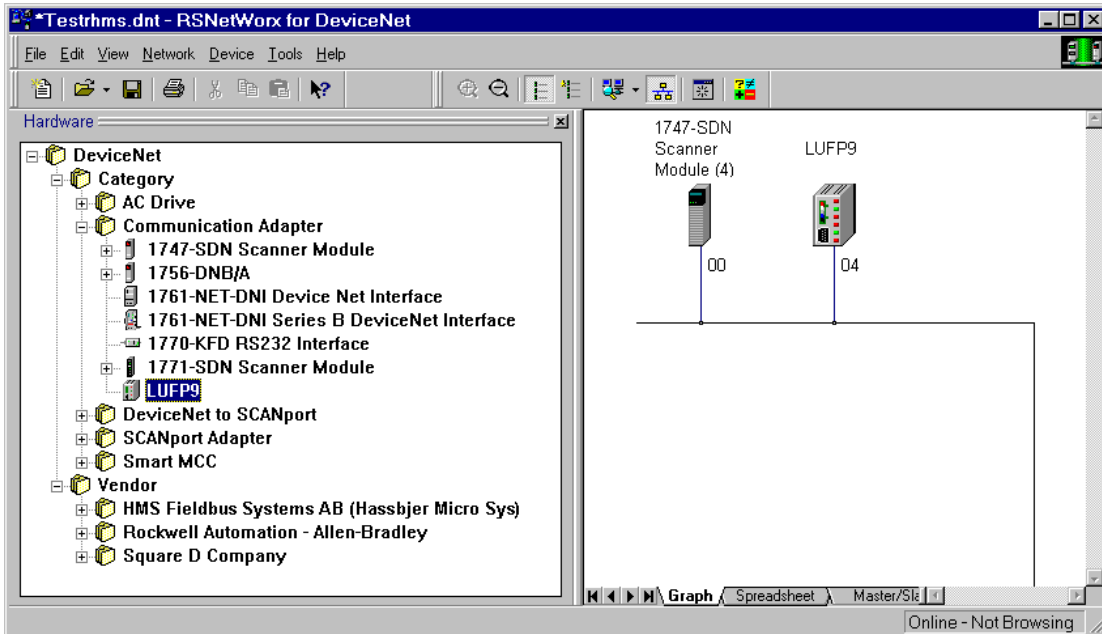 *Testrhms.dnt - RSNetWorx for DeviceNet
File Edit View Network Device Tools Help
Hardware
DeviceNet
Category
AC Drive
Communication Adapter
1747-SDN Scanner Module
1756-DNB/A
1761-NET-DNI Device Net Interface
1761-NET-DNI Series B DeviceNet Interface
1770-KFD RS232 Interface
1771-SDN Scanner Module
LUFP9
DeviceNet to SCANport
SCANport Adapter
Smart MCC
Vendor
HMS Fieldbus Systems AB (Hassbjer Micro Sys)
Rockwell Automation - Allen-Bradley
Square D Company
1747-SDN
Scanner
Module (4)
LUFP9
00
04
Graph Spreadsheet Master/Sla
Online - Not Browsing